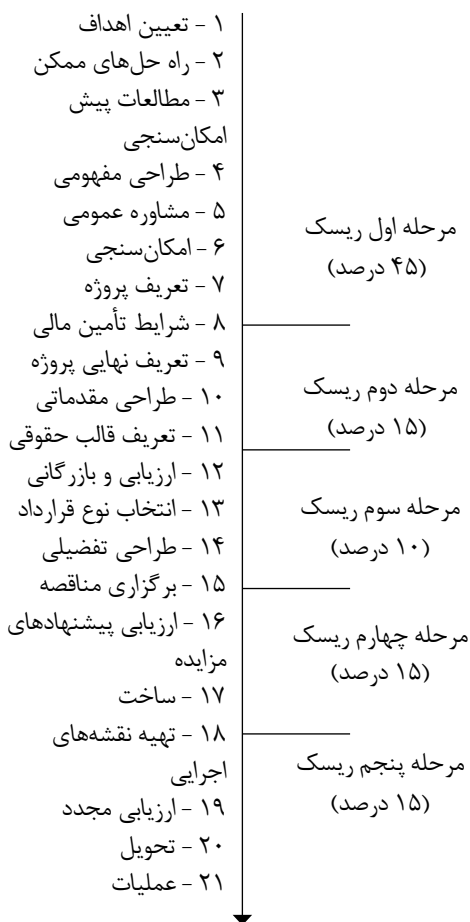 ۱ - تعیین اهداف
۲ - راه حل‌های ممکن
۳ - مطالعات پیش
امکان‌سنجی
۴ - طراحی مفهومی
۵ - مشاوره عمومی
۶ - امکان‌سنجی
۷ - تعریف پروژه
۸ - شرایط تأمین مالی
۹ - تعریف نهایی پروژه
۱۰ - طراحی مقدماتی
۱۱ - تعریف قالب حقوقی
۱۲ - ارزیابی و بازرگانی
۱۳ - انتخاب نوع قرارداد
۱۴ - طراحی تفضیلی
۱۵ - برگزاری مناقصه
۱۶ - ارزیابی پیشنهادهای
مزایده
۱۷ - ساخت
۱۸ - تهیه نقشه‌های
اجرایی
۱۹ - ارزیابی مجدد
۲۰ - تحویل
۲۱ - عملیات
مرحله اول ریسک
(۴۵ درصد)
مرحله دوم ریسک
(۱۵ درصد)
مرحله سوم ریسک
(۱۰ درصد)
مرحله چهارم ریسک
(۱۵ درصد)
مرحله پنجم ریسک
(۱۵ درصد)